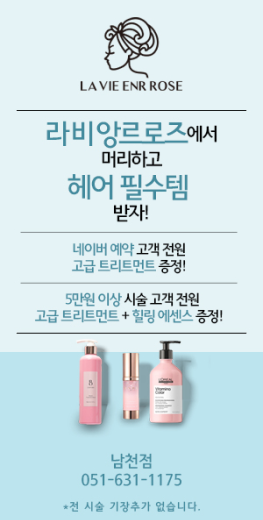 LA VIE ENR ROSE
라비앙르로즈에서
머리하고
헤어 필수템
받자!
네이버 예약 고객 전원
고급 트리트먼트 증정!
5만원 이상 시술 고객 전원
고급 트리트먼트 + 힐링 에센스 증정!
남천점
051-631-1175
*전 시술 기장추가 없습니다.